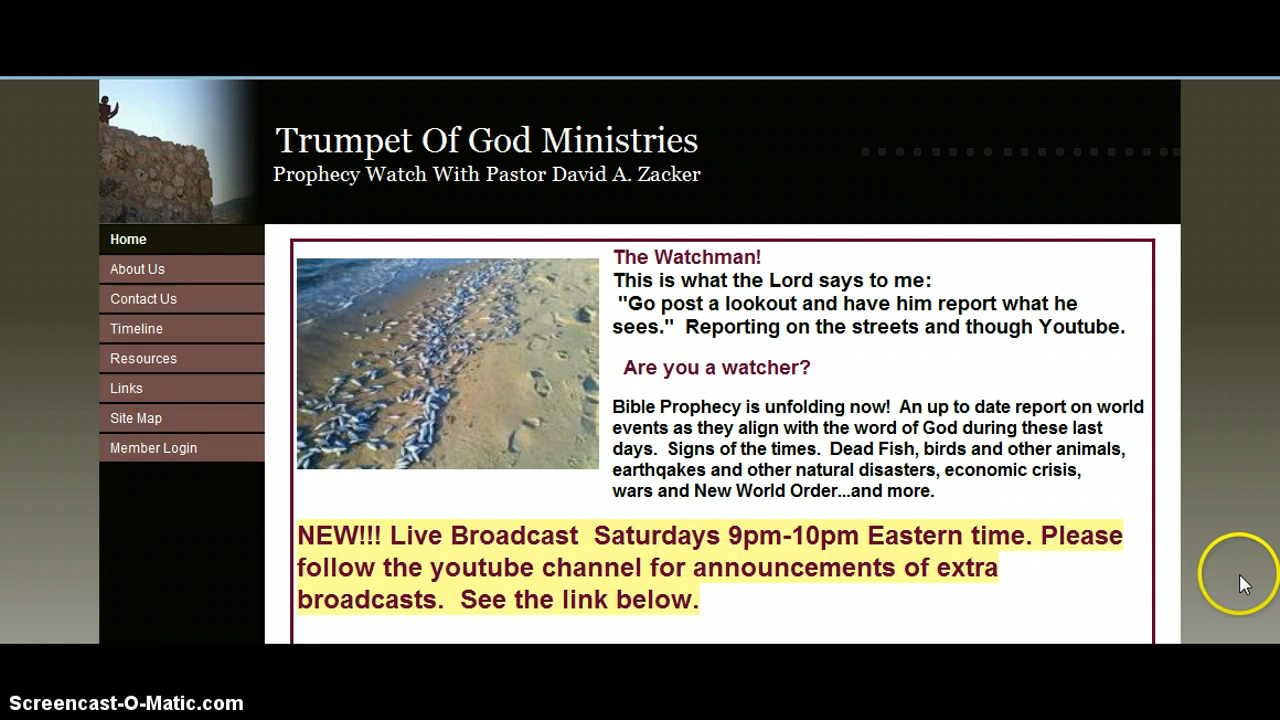 Trumpet Of God Ministries
Prophecy Watch With Pastor David A. Zacker
Home
About Us
Contact Us
Timeline
Resources
Links
Site Map
Member Login
The Watchman!
This is what the Lord says to me:
"Go post a lookout and have him report what he
sees." Reporting on the streets and though Youtube.
Are you a watcher?
Bible Prophecy is unfolding now! An up to date report on world
events as they align with the word of God during these last
days. Signs of the times. Dead Fish, birds and other animals,
earthqakes and other natural disasters, economic crisis,
wars and New World Order...and more.
NEW!!! Live Broadcast Saturdays 9pm-10pm Eastern time. Please
follow the youtube channel for announcements of extra
broadcasts. See the link below.
Screencast-O-Matic.com